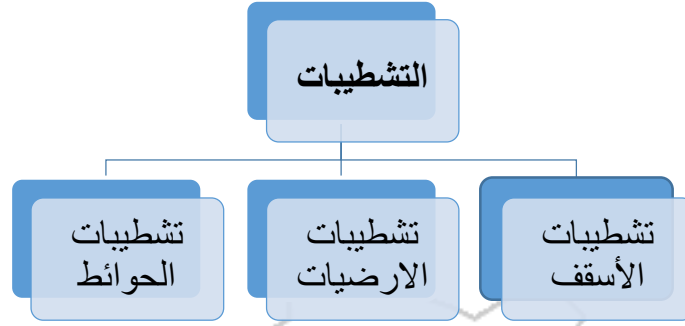 التشطيبات
تشطيبات
الأسقف
تشطيبات
الارضيات
تشطيبات
الحوائط